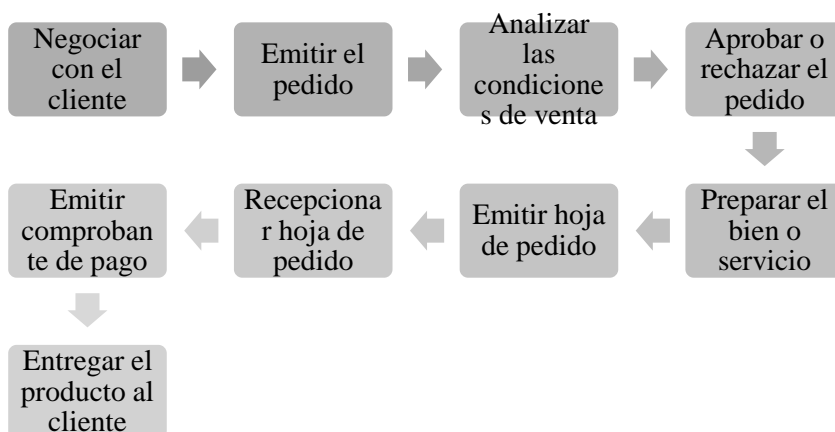 Negociar
con el
cliente
Emitir el
pedido
Analizar
las
condicione
s de venta
Aprobar o
rechazar el
pedido
Preparar el
bien o
servicio
Emitir hoja
de pedido
Recepciona
r hoja de
pedido
Emitir
comproban
te de pago
Entregar el
producto al
cliente